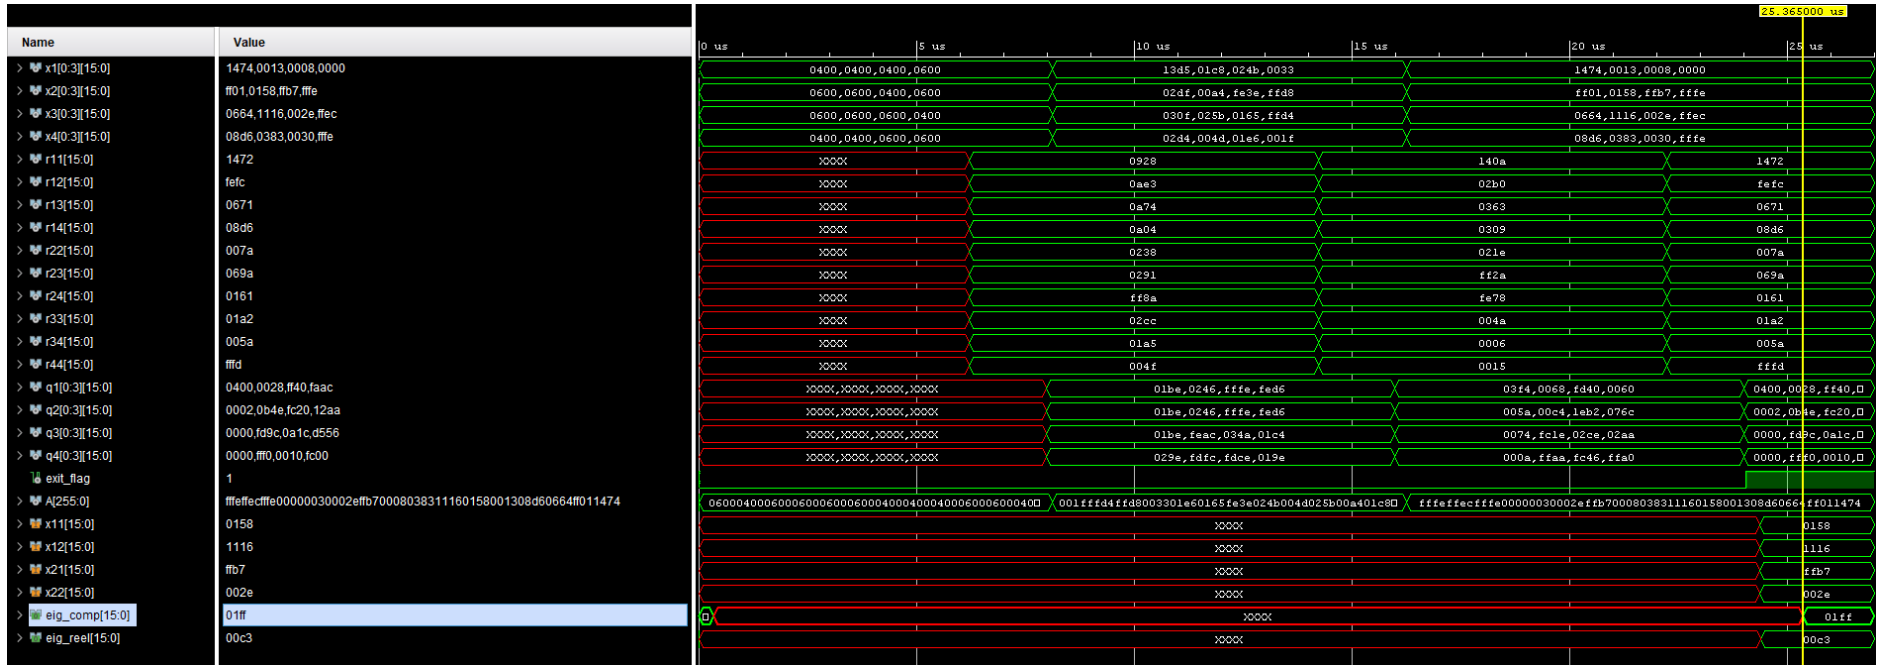 25.365000 us
Name Value 0 us 5 us 10 us 15 us 20 us 25 us
x1[0:3][15:0] 1474,0013,0008,0000 0400,0400,0400,0600 13d5,01c8,024b,0033 1474,0013,0008,0000
x2[0:3][15:0] ff01,0158,ffb7,fffe 0600,0600,0400,0600 02df,00a4,fe3e,ffd8 ff01,0158,ffb7,fffe
x3[0:3][15:0] 0664,1116,002e,ffec 0600,0600,0600,0400 030f,025b,0165,ffd4 0664,1116,002e,ffec
x4[0:3][15:0] 08d6,0383,0030,fffe 0400,0400,0600,0600 02d4,004d,01e6,001f 08d6,0383,0030,fffe
r11[15:0] 1472 XXXX 0928 140a 1472
r12[15:0] fefc XXXX 0ae3 02b0 fefc
r13[15:0] 0671 XXXX 0a74 0363 0671
r14[15:0] 08d6 XXXX 0a04 0309 08d6
r22[15:0] 007a XXXX 0238 021e 007a
r23[15:0] 069a XXXX 0291 ff2a 069a
r24[15:0] 0161 XXXX ff8a fe78 0161
r33[15:0] 01a2 XXXX 02cc 004a 01a2
r34[15:0] 005a XXXX 01a5 0006 005a
r44[15:0] fffd XXXX 004f 0015 fffd
q1[0:3][15:0] 0400,0028,ff40,faac XXXX,XXXX,XXXX,XXXX 01be,0246,fffe,fed6 03f4,0068,fd40,0060 0400,0028,ff40,
q2[0:3][15:0] 0002,0b4e,fc20,12aa XXXX,XXXX,XXXX,XXXX 01be,0246,fffe,fed6 005a,00c4,1eb2,076c 0002,0b4e,fc20,
q3[0:3][15:0] 0000,fd9c,0a1c,d556 XXXX,XXXX,XXXX,XXXX 01be,feac,034a,01c4 0074,fc1e,02ce,02aa 0000,fd9c,0a1c,
q4[0:3][15:0] 0000,fff0,0010,fc00 XXXX,XXXX,XXXX,XXXX 029e,fdfc,fdce,019e 000a,ffaa,fc46,ffa0 0000,fff0,0010,
exit_flag 1
A[255:0] fffeffecfffe00000030002effb70008038311160158001308d60664ff011474 060004000600060006000600040004000400060006000400 001fffd4ffd8003301e60165fe3e024b004d025b00a401c8 fffeffecfffe00000030002effb70008038311160158001308d60664ff011474
x11[15:0] 0158 XXXX 0158
x12[15:0] 1116 XXXX 1116
x21[15:0] ffb7 XXXX ffb7
x22[15:0] 002e XXXX 002e
eig_comp[15:0] 01ff XXXX 01ff
eig_reel[15:0] 00c3 XXXX 00c3